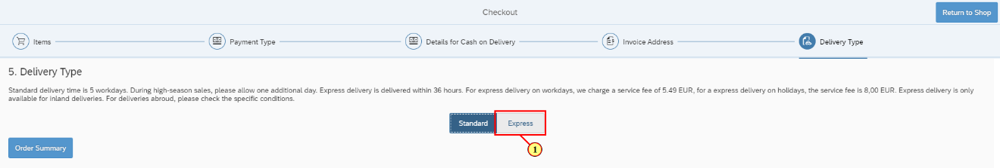 Checkout
Return to Shop
Items
Payment Type
Details for Cash on Delivery
Invoice Address
Delivery Type
5. Delivery Type
Standard delivery time is 5 workdays. During high-season sales, please allow one additional day. Express delivery is delivered within 36 hours. For express delivery on workdays, we charge a service fee of 5.49 EUR, for a express delivery on holidays, the service fee is 8,00 EUR. Express delivery is only
available for inland deliveries. For deliveries abroud, please check the specific conditions.
Standard
Express
1
Order Summary